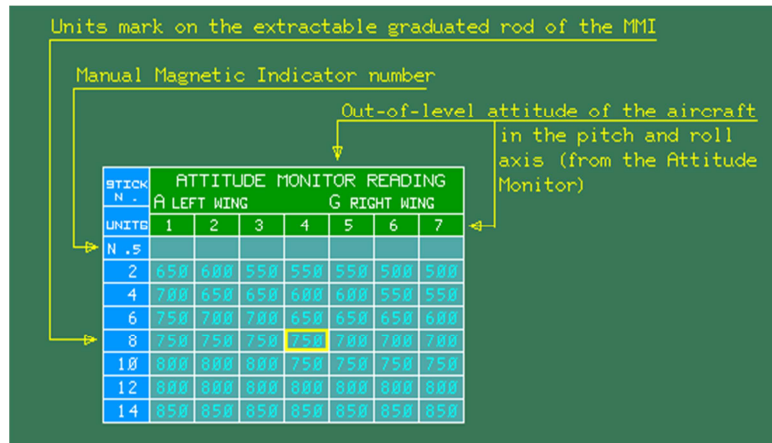 Units mark on the extractable graduated rod of the MMI
Manual Magnetic Indicator number
Out-of-level attitude of the aircraft
in the pitch and roll
axis (from the Attitude
Monitor)
STICK N . ATTITUDE MONITOR READING
A LEFT WING G RIGHT WING
UNITS 1 2 3 4 5 6 7
N .5
2 650 600 550 550 550 500 500
4 700 650 650 600 600 550 550
6 750 700 700 650 650 650 600
8 750 750 750 750 700 700 700
10 800 800 800 750 750 750 750
12 800 800 800 800 800 800 800
14 850 850 850 850 850 850 850